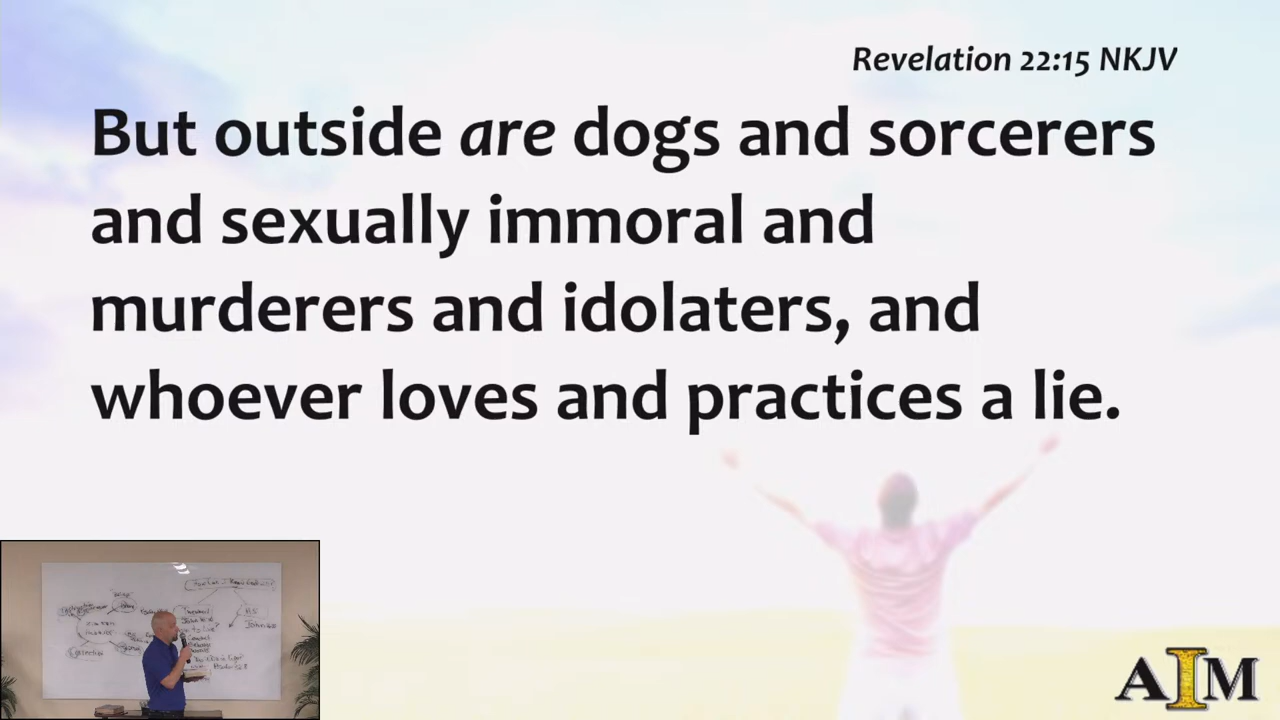 Revelation 22:15 NKJV
But outside are dogs and sorcerers
and sexually immoral and
murderers and idolaters, and
whoever loves and practices a lie.
AIM